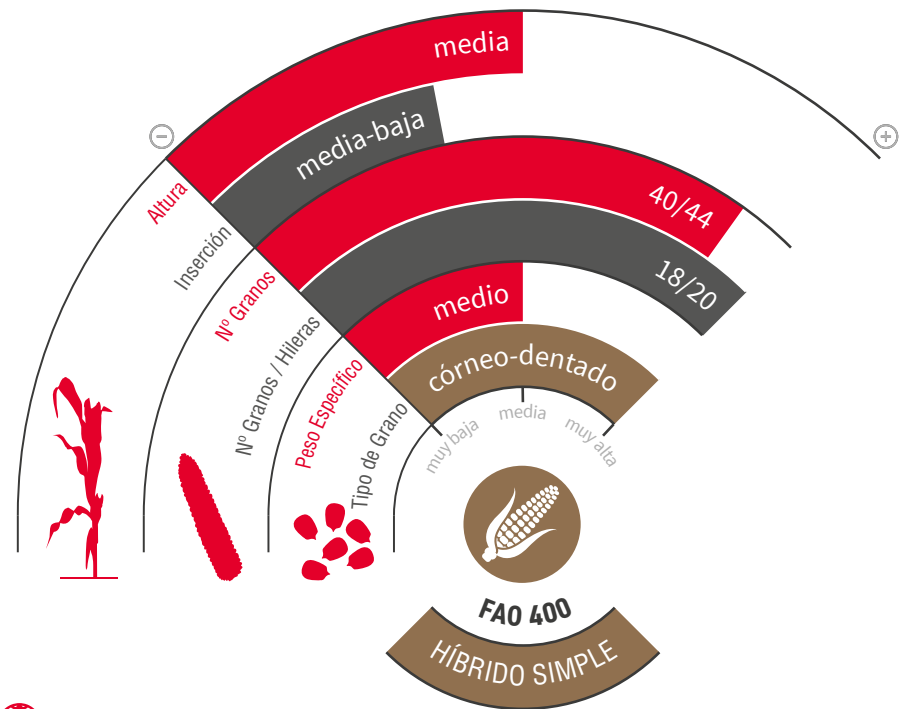 media
media-baja
40/44
18/20
medio
córneo-dentado
Altura
Inserción
Nº Granos
Nº Granos / Hileras
Peso Específico
Tipo de Grano
muy baja
media
muy alta
FAO 400
HÍBRIDO SIMPLE